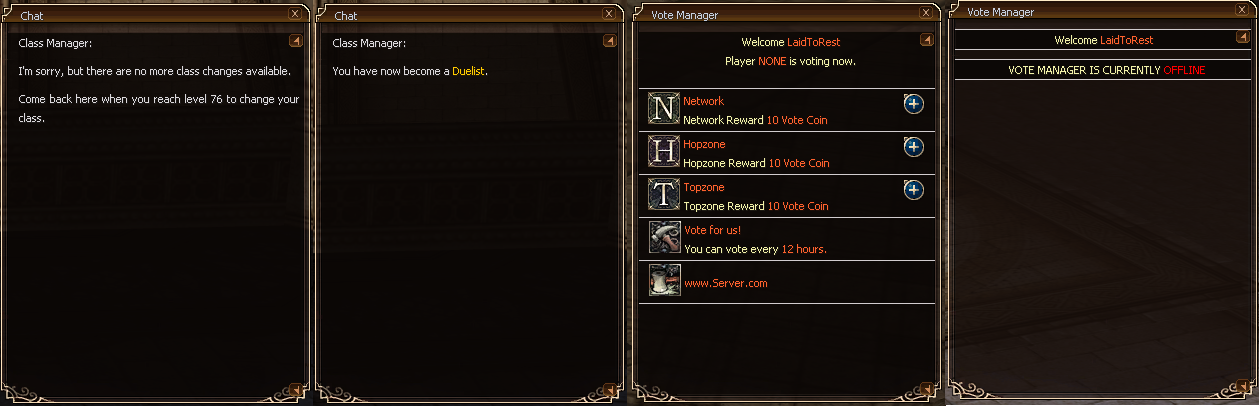 Chat
Class Manager:
I'm sorry, but there are no more class changes available.
Come back here when you reach level 76 to change your
class.
Chat
Class Manager:
You have now become a Duelist.
Vote Manager
Welcome LaidToRest
Player NONE is voting now.
N
Network
Network Reward 10 Vote Coin
H
Hopzone
Hopzone Reward 10 Vote Coin
T
Topzone
Topzone Reward 10 Vote Coin
Vote for us!
You can vote every 12 hours.
www.Server.com
Vote Manager
Welcome LaidToRest
VOTE MANAGER IS CURRENTLY OFFLINE